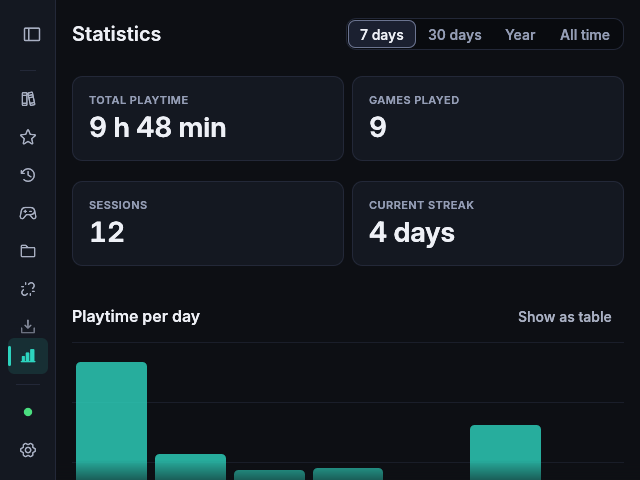 Statistics
7 days
30 days
Year
All time
TOTAL PLAYTIME
9 h 48 min
GAMES PLAYED
9
SESSIONS
12
CURRENT STREAK
4 days
Playtime per day
Show as table